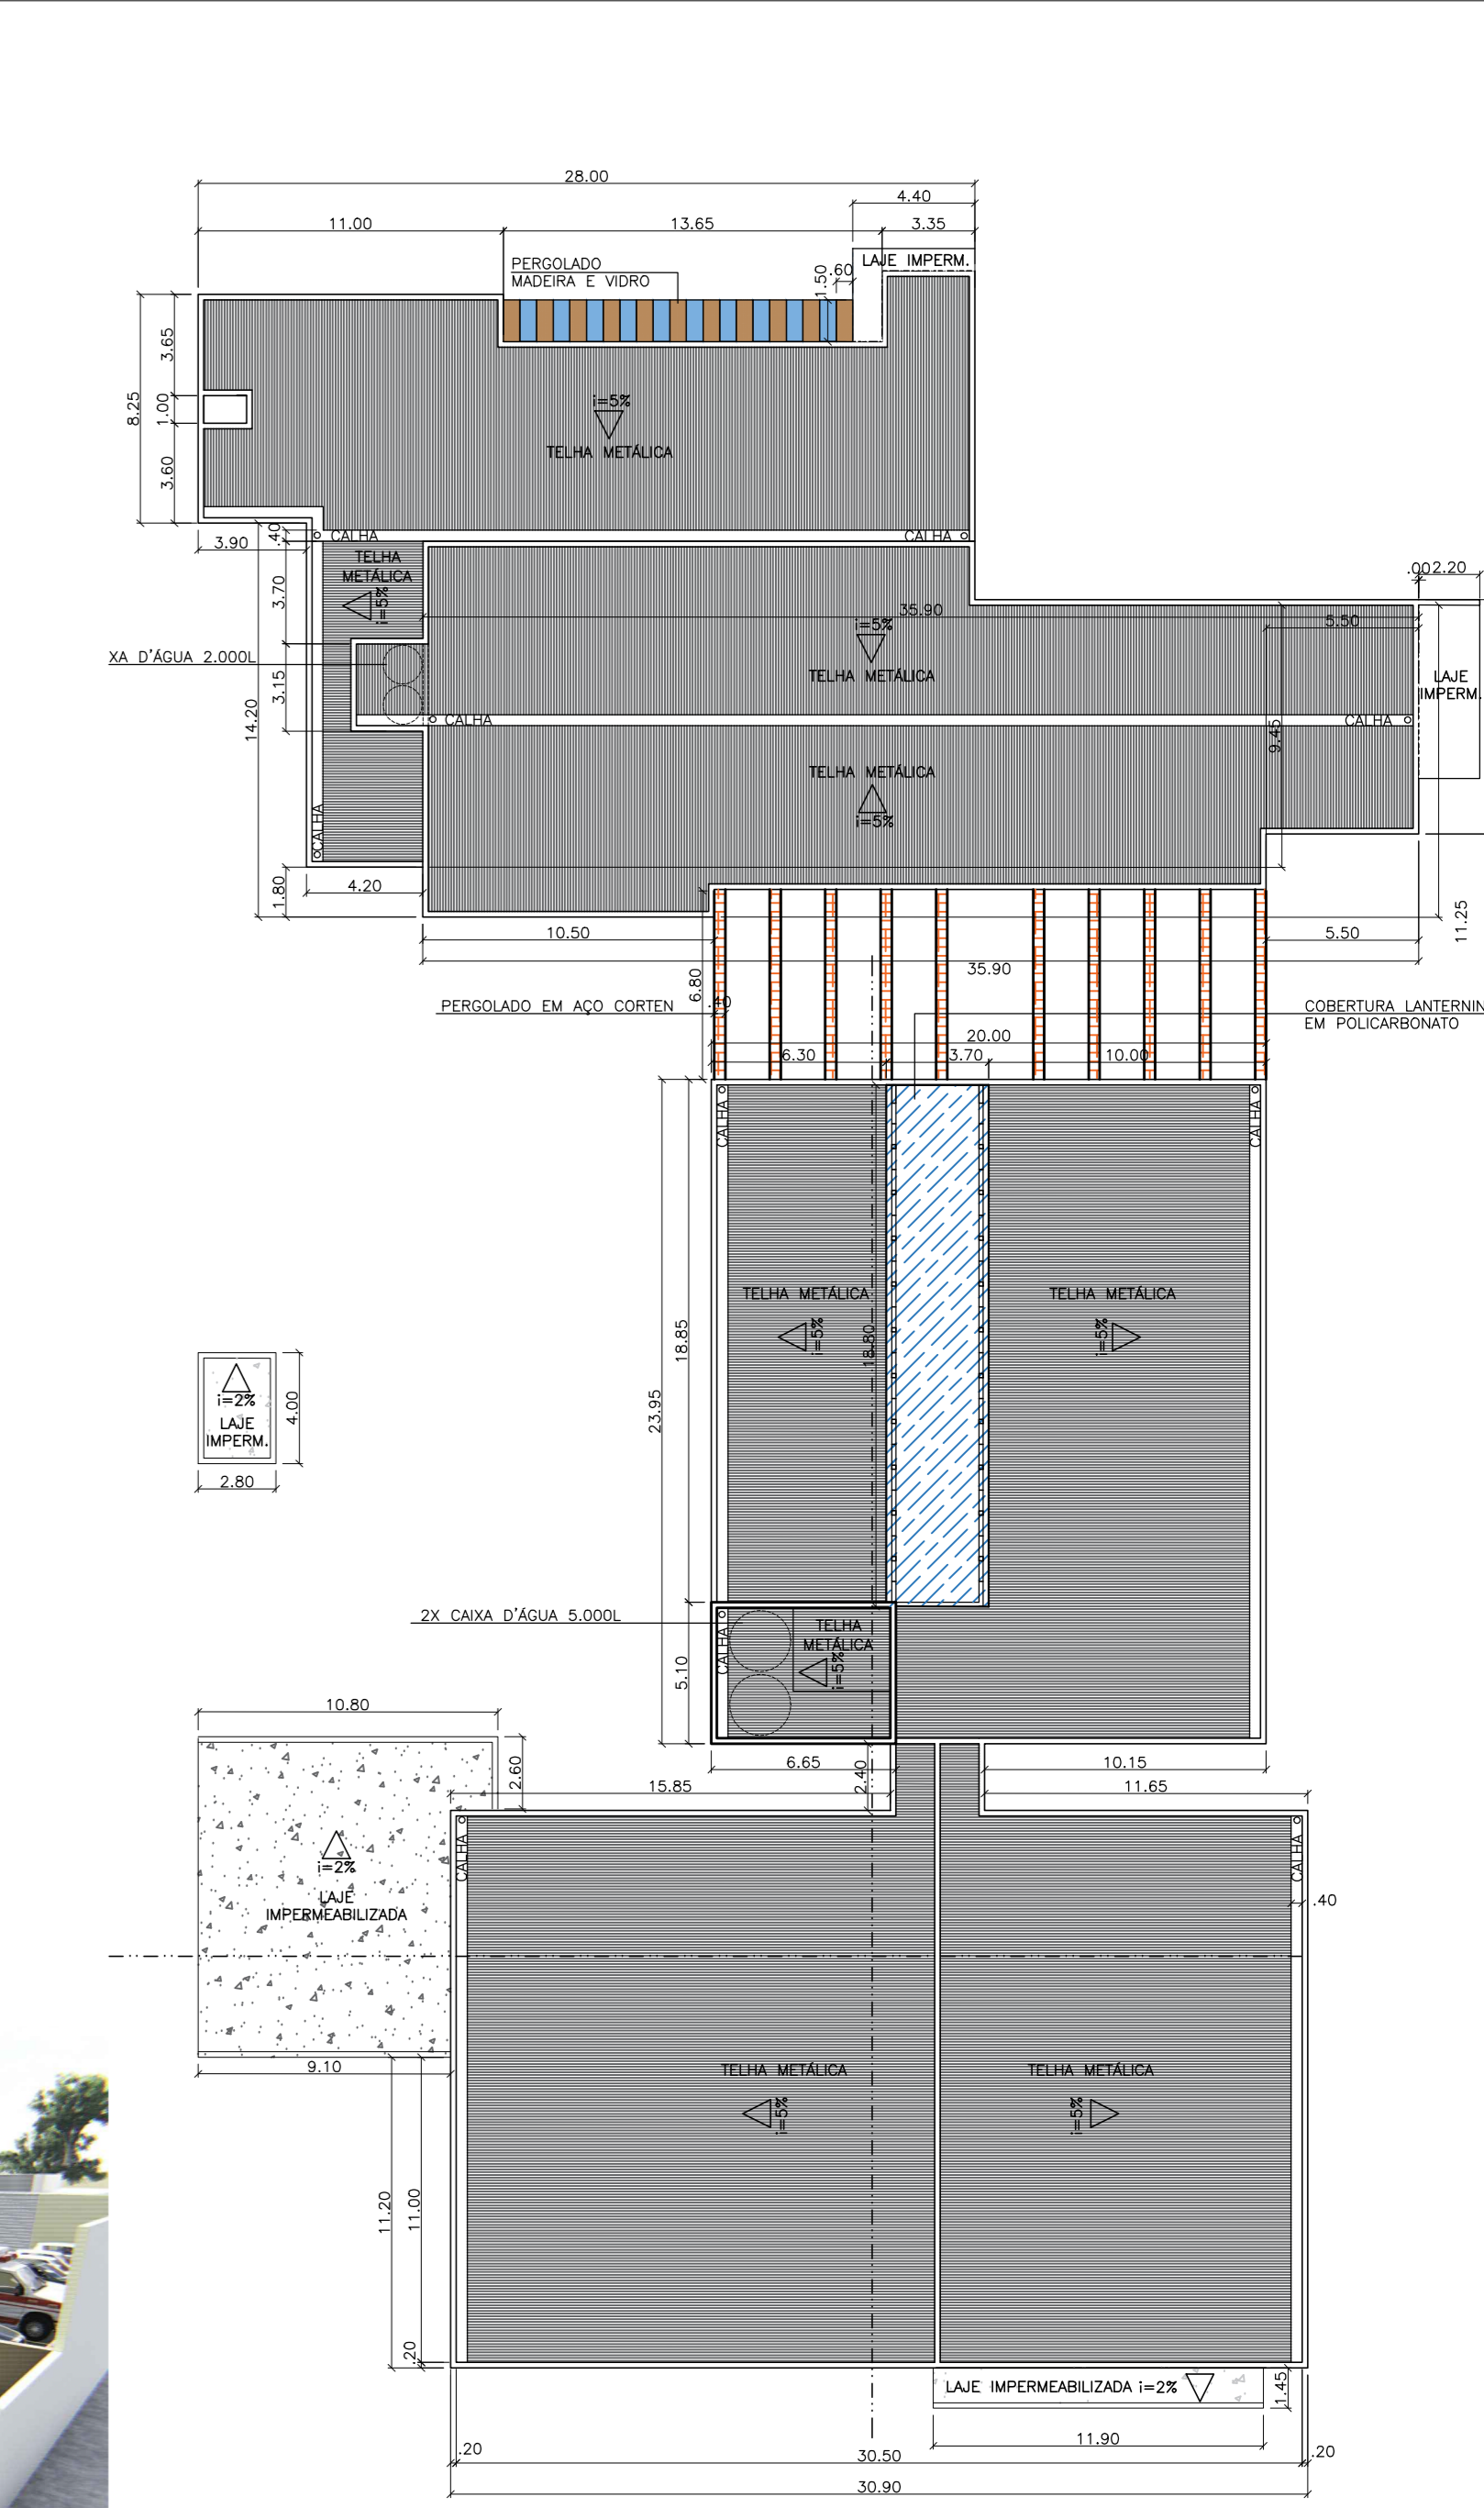 28.00
4.40
11.00
13.65
3.35
PERGOLADO
MADEIRA E VIDRO
LAJE IMPERM.
1.50
.60
3.65
8.25
1.00
3.60
i=5%
TELHA METÁLICA
.40
CALHA
CALHA
3.90
TELHA
METÁLICA
i=5%
3.70
.00
2.20
35.90
5.50
i=5%
XA D'ÁGUA 2.000L
TELHA METÁLICA
LAJE
IMPERM.
3.15
14.20
CALHA
CALHA
9.45
TELHA METÁLICA
i=5%
CALHA
1.80
4.20
11.25
10.50
5.50
35.90
6.80
PERGOLADO EM AÇO CORTEN
.40
COBERTURA LANTERNIN
EM POLICARBONATO
20.00
6.30
3.70
10.00
CALHA
CALHA
TELHA METÁLICA
TELHA METÁLICA
i=5%
i=5%
18.85
18.80
23.95
i=2%
LAJE
IMPERM.
4.00
2.80
2X CAIXA D'ÁGUA 5.000L
TELHA
METÁLICA
CALHA
i=5%
5.10
10.80
2.60
6.65
2.40
10.15
15.85
11.65
CALHA
CALHA
i=2%
LAJE
IMPERMEABILIZADA
.40
9.10
TELHA METÁLICA
TELHA METÁLICA
i=5%
i=5%
11.20
11.00
.20
LAJE IMPERMEABILIZADA i=2%
1.45
11.90
.20
30.50
.20
30.90